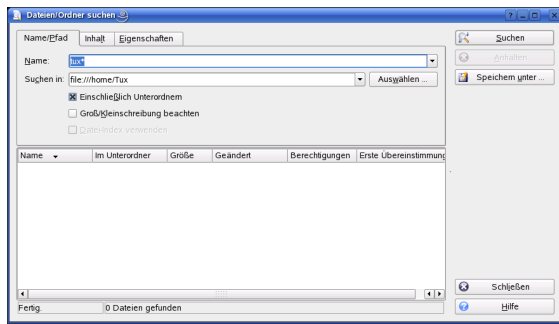 Dateien/Ordner suchen
Name/Pfad Inhalt Eigenschaften
Name: tux*
Suchen in: file:///home/Tux Auswählen ...
Einschließlich Unterordnern
Groß/Kleinschreibung beachten
Dateiindex verwenden
Suchen
Anhalten
Speichern unter ...
Name Im Unterordner Größe Geändert Berechtigungen Erste Übereinstimmung
Schließen
Hilfe
Fertig. 0 Dateien gefunden